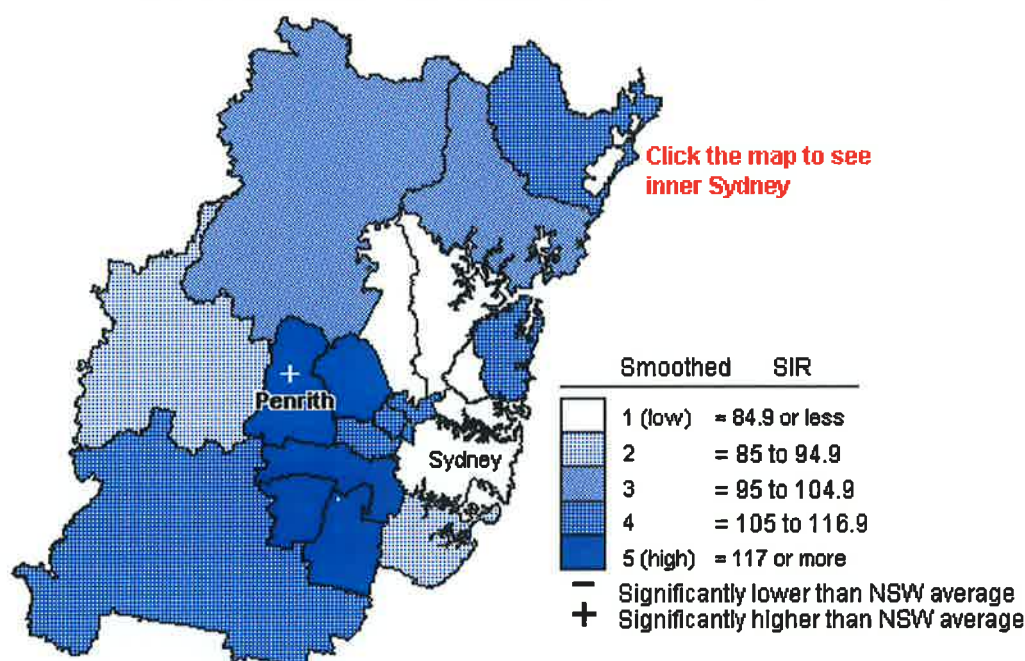 Click the map to see
inner Sydney
Penrith
Sydney
Smoothed SIR
1 (low) = 84.9 or less
2 = 85 to 94.9
3 = 95 to 104.9
4 = 105 to 116.9
5 (high) = 117 or more
− Significantly lower than NSW average
+ Significantly higher than NSW average